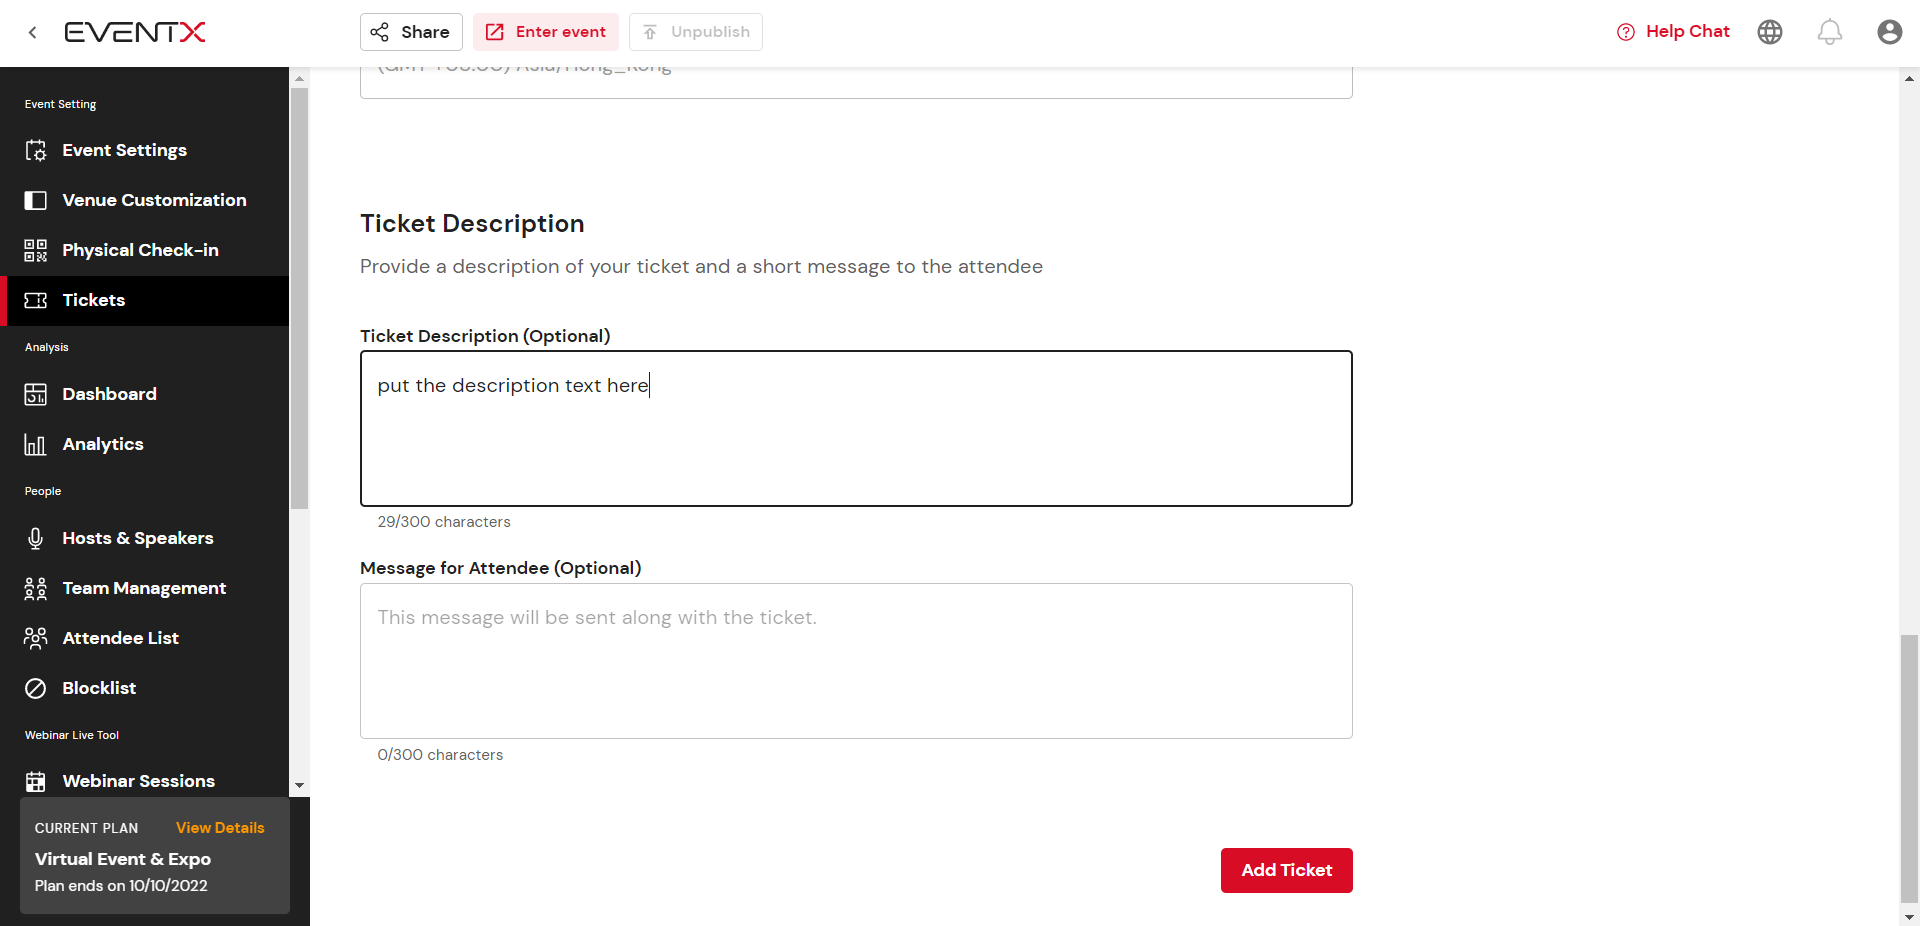 EVENTX
Share
Enter event
Unpublish
Help Chat
(GMT +08:00) Asia/Hong_Kong
Event Setting
Event Settings
Venue Customization
Physical Check-in
Tickets
Analysis
Dashboard
Analytics
People
Hosts & Speakers
Team Management
Attendee List
Blocklist
Webinar Live Tool
Webinar Sessions
CURRENT PLAN View Details
Virtual Event & Expo
Plan ends on 10/10/2022
Ticket Description
Provide a description of your ticket and a short message to the attendee
Ticket Description (Optional)
put the description text here
29/300 characters
Message for Attendee (Optional)
This message will be sent along with the ticket.
0/300 characters
Add Ticket